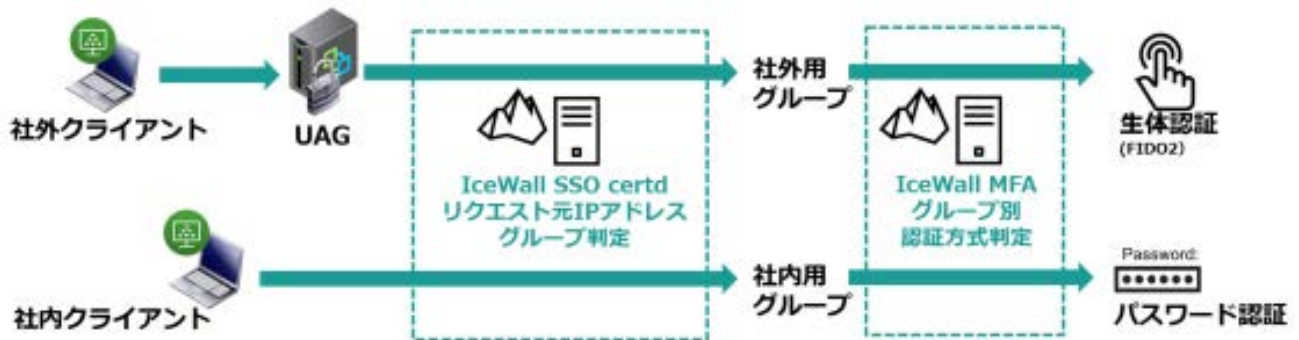 社外クライアント
UAG
IceWall SSO certd
リクエスト元IPアドレス
グループ判定
社外用
グループ
IceWall MFA
グループ別
認証方式判定
生体認証
(FIDO2)
社内クライアント
社内用
グループ
Password:
パスワード認証